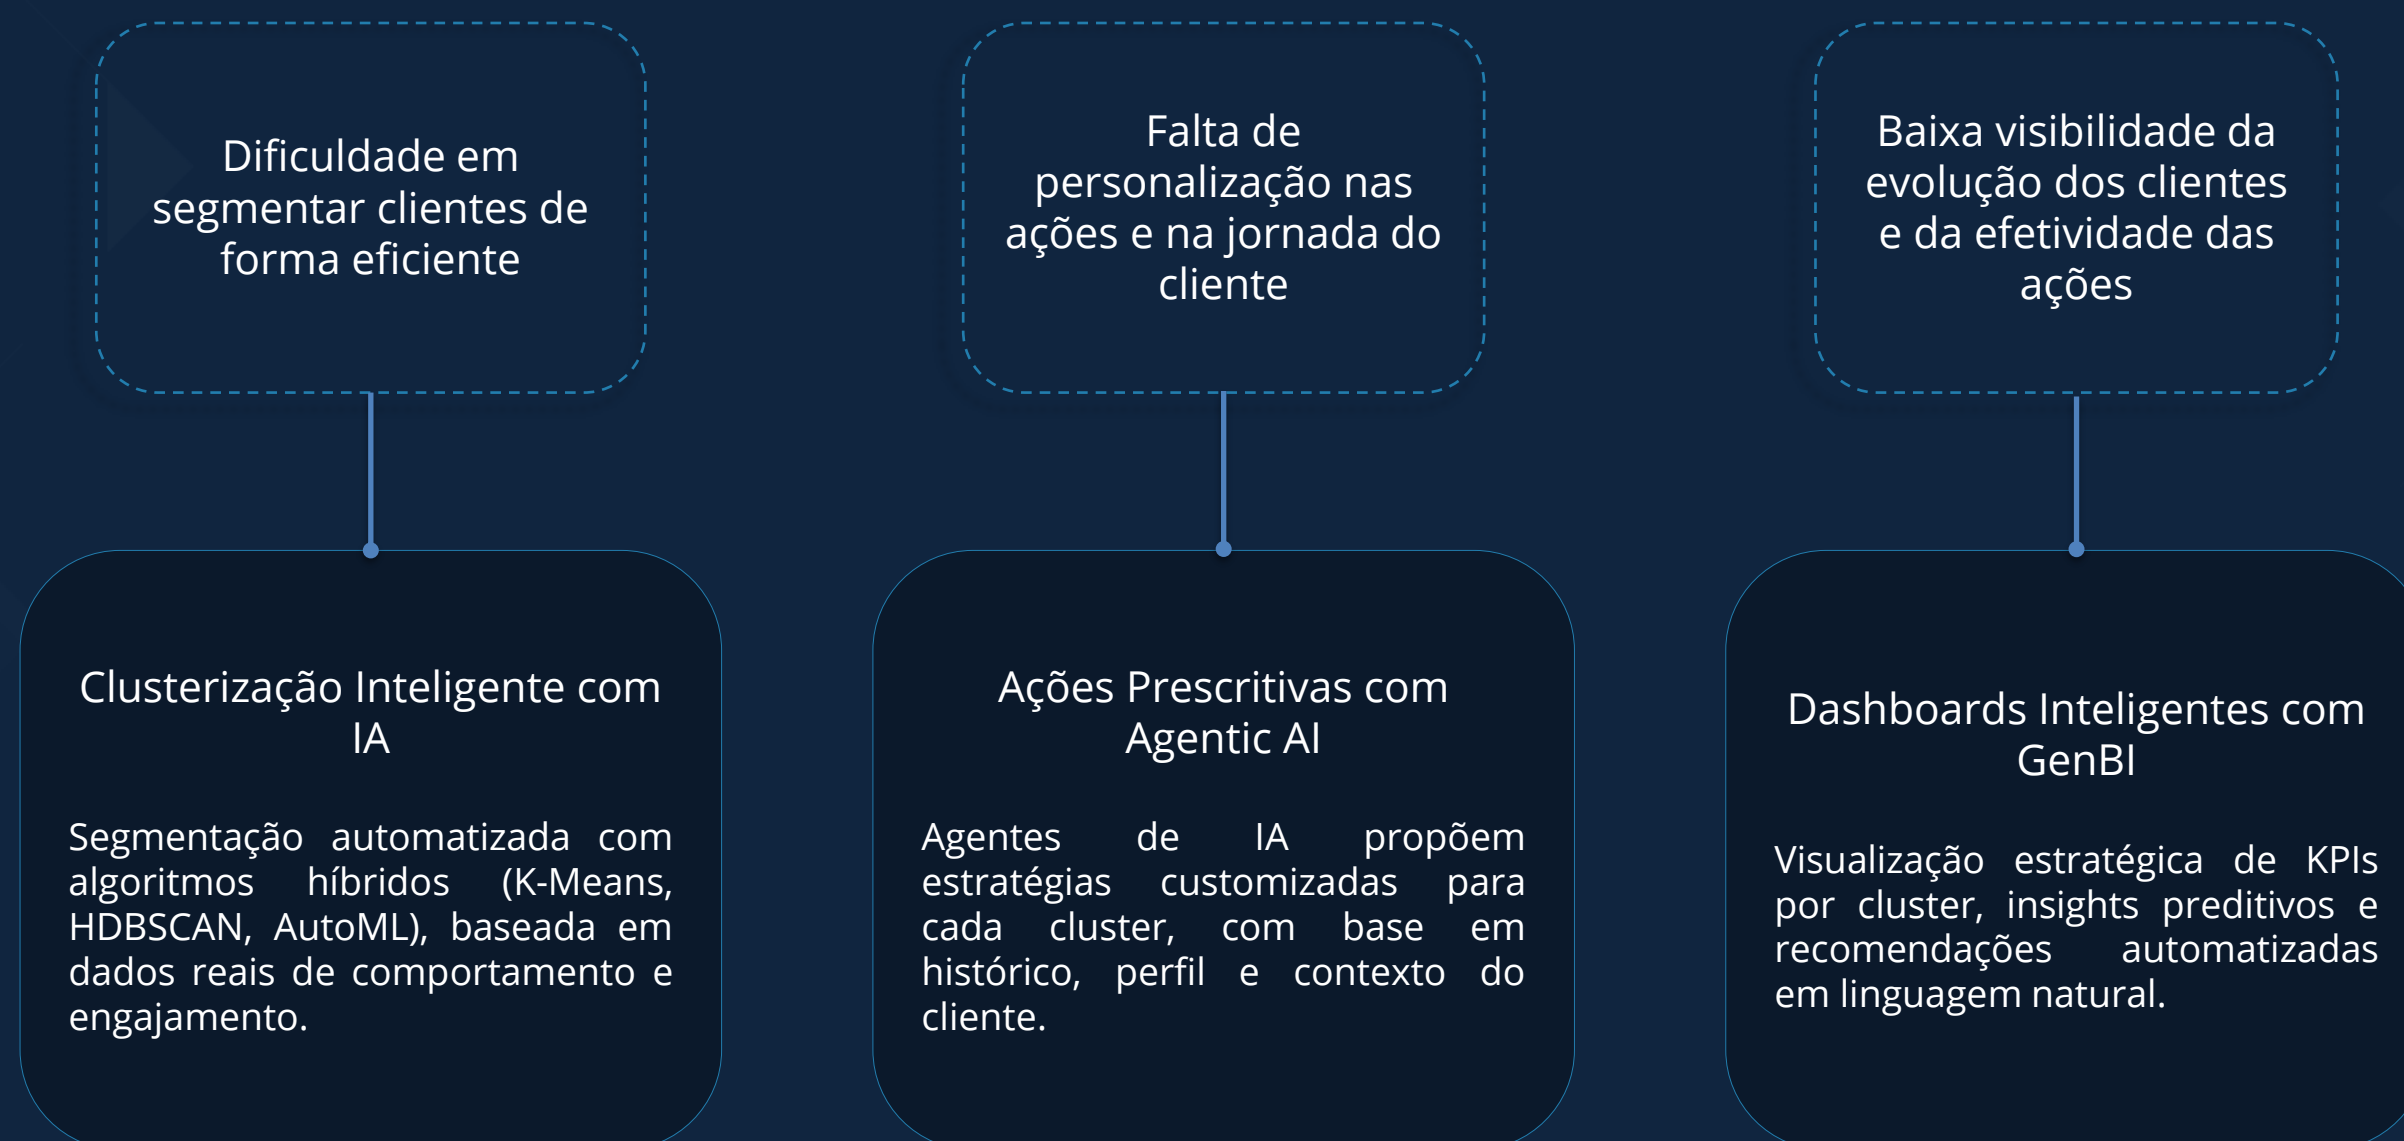 Dificuldade em
segmentar clientes de
forma eficiente
Falta de
personalização nas
ações e na jornada do
cliente
Baixa visibilidade da
evolução dos clientes
e da efetividade das
ações
Clusterização Inteligente com
IA
Segmentação automatizada com
algoritmos híbridos (K-Means,
HDBSCAN, AutoML), baseada em
dados reais de comportamento e
engajamento.
Ações Prescritivas com
Agentic AI
Agentes de IA propõem
estratégias customizadas para
cada cluster, com base em
histórico, perfil e contexto do
cliente.
Dashboards Inteligentes com
GenBI
Visualização estratégica de KPIs
por cluster, insights preditivos e
recomendações automatizadas
em linguagem natural.